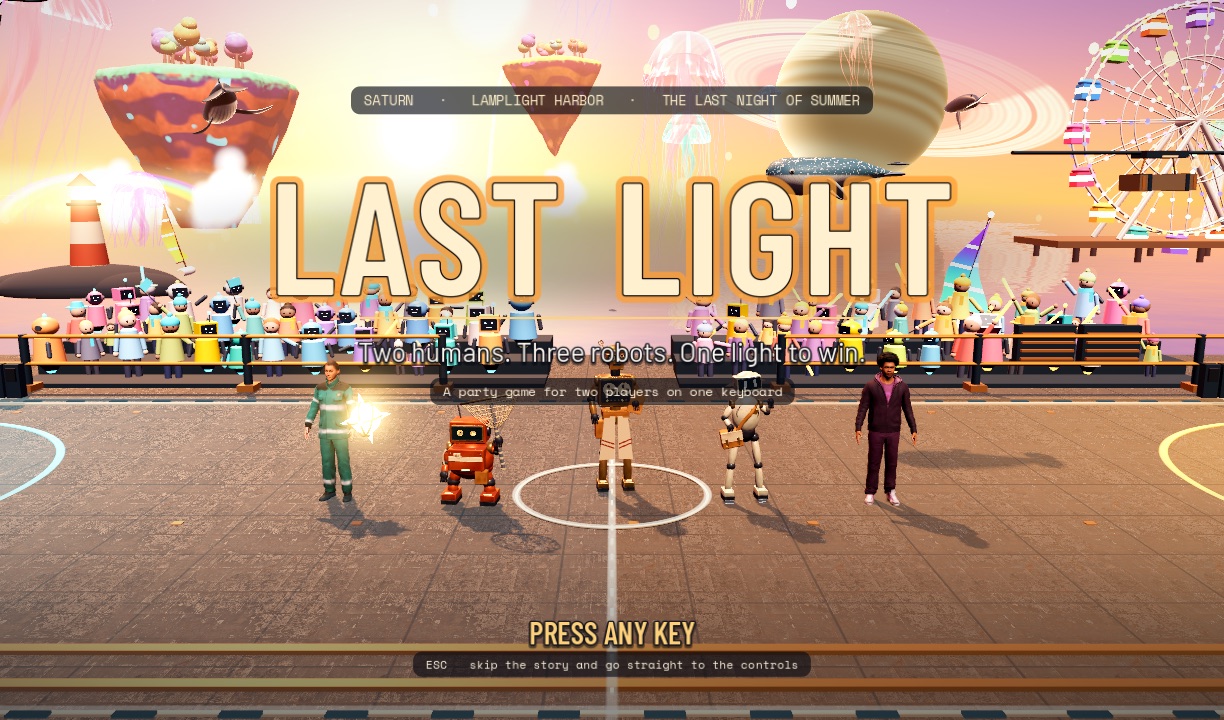 SATURN · LAMPLIGHT HARBOR · THE LAST NIGHT OF SUMMER
LAST LIGHT
Two humans. Three robots. One light to win.
A party game for two players on one keyboard
PRESS ANY KEY
ESC skip the story and go straight to the controls